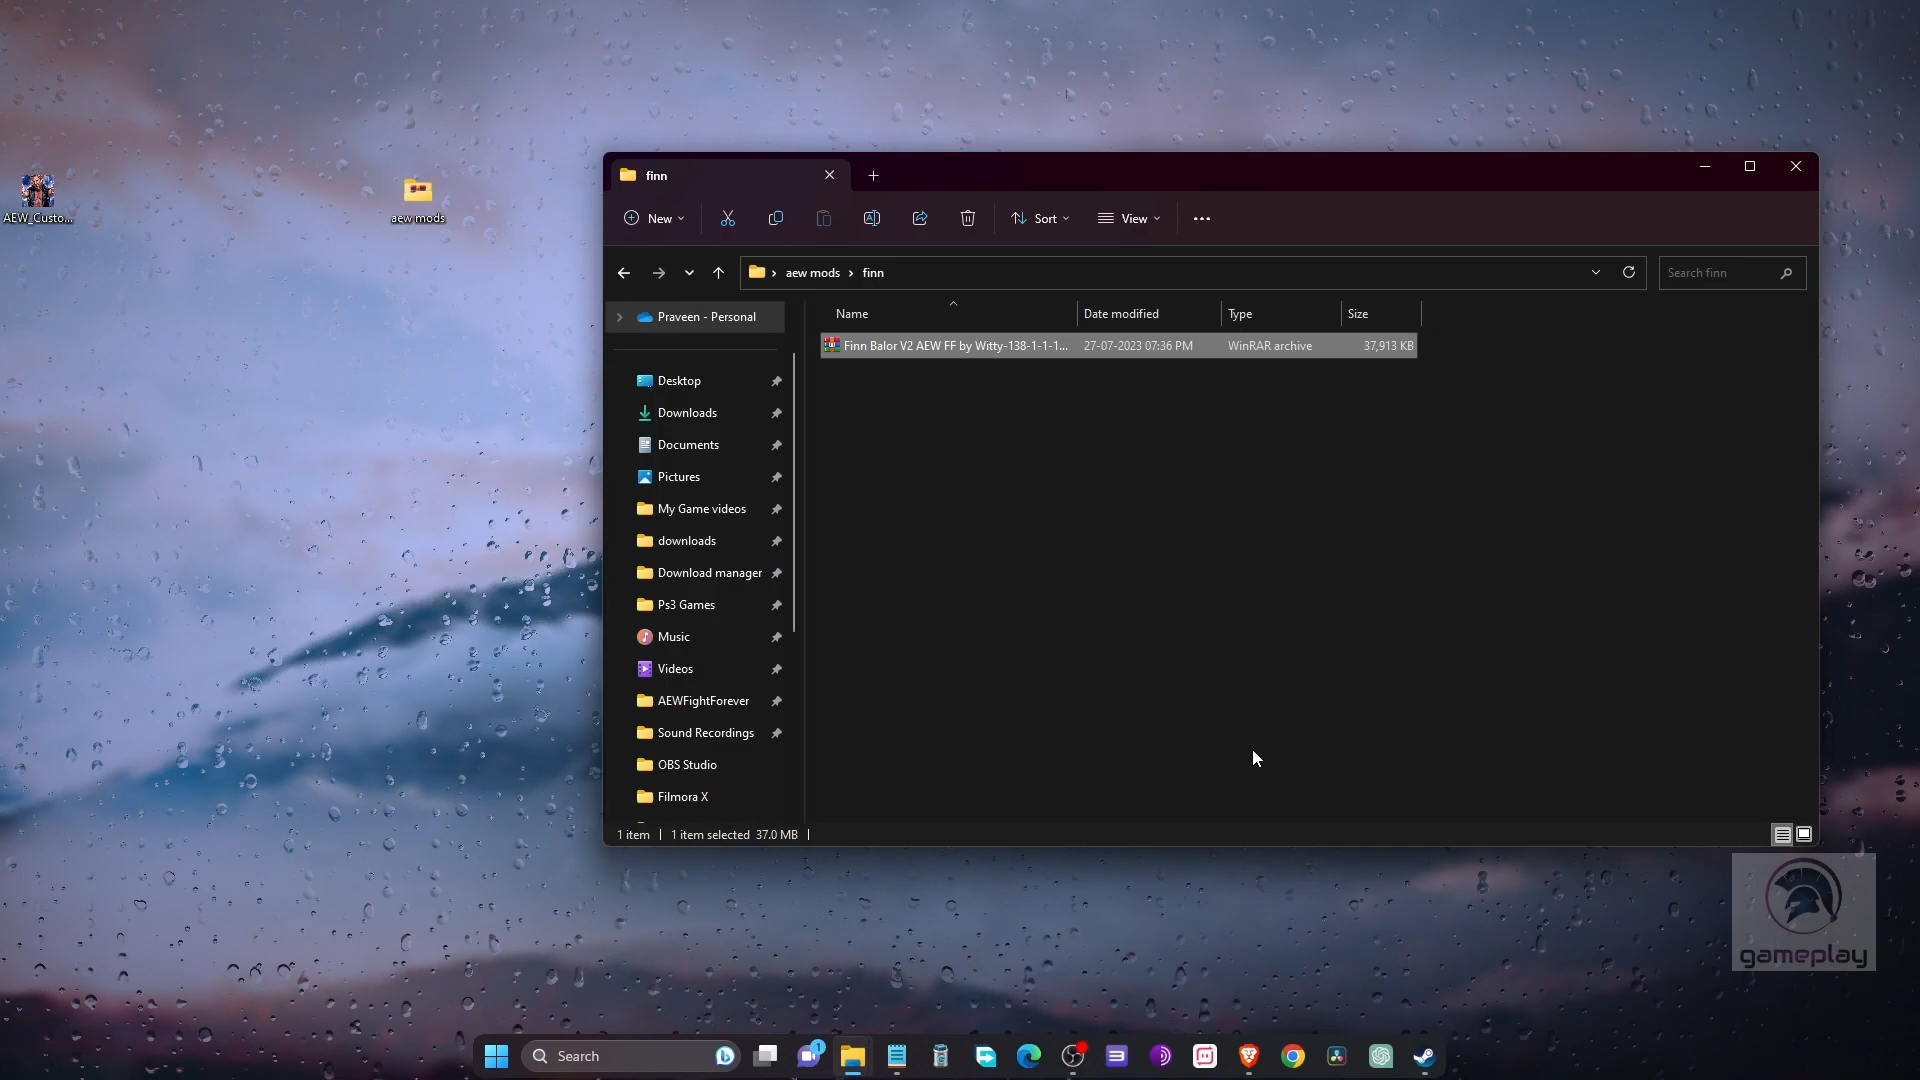 AEW_Custo...
aew mods
finn
New
Sort
View
aew mods
finn
Search finn
Praveen - Personal
Desktop
Downloads
Documents
Pictures
My Game videos
downloads
Download manager
Ps3 Games
Music
Videos
AEWFightForever
Sound Recordings
OBS Studio
Filmora X
Name
Date modified
Type
Size
Finn Balor V2 AEW FF by Witty-138-1-1-1...
27-07-2023 07:36 PM
WinRAR archive
37,913 KB
1 item
1 item selected 37.0 MB
gameplay
Search
1